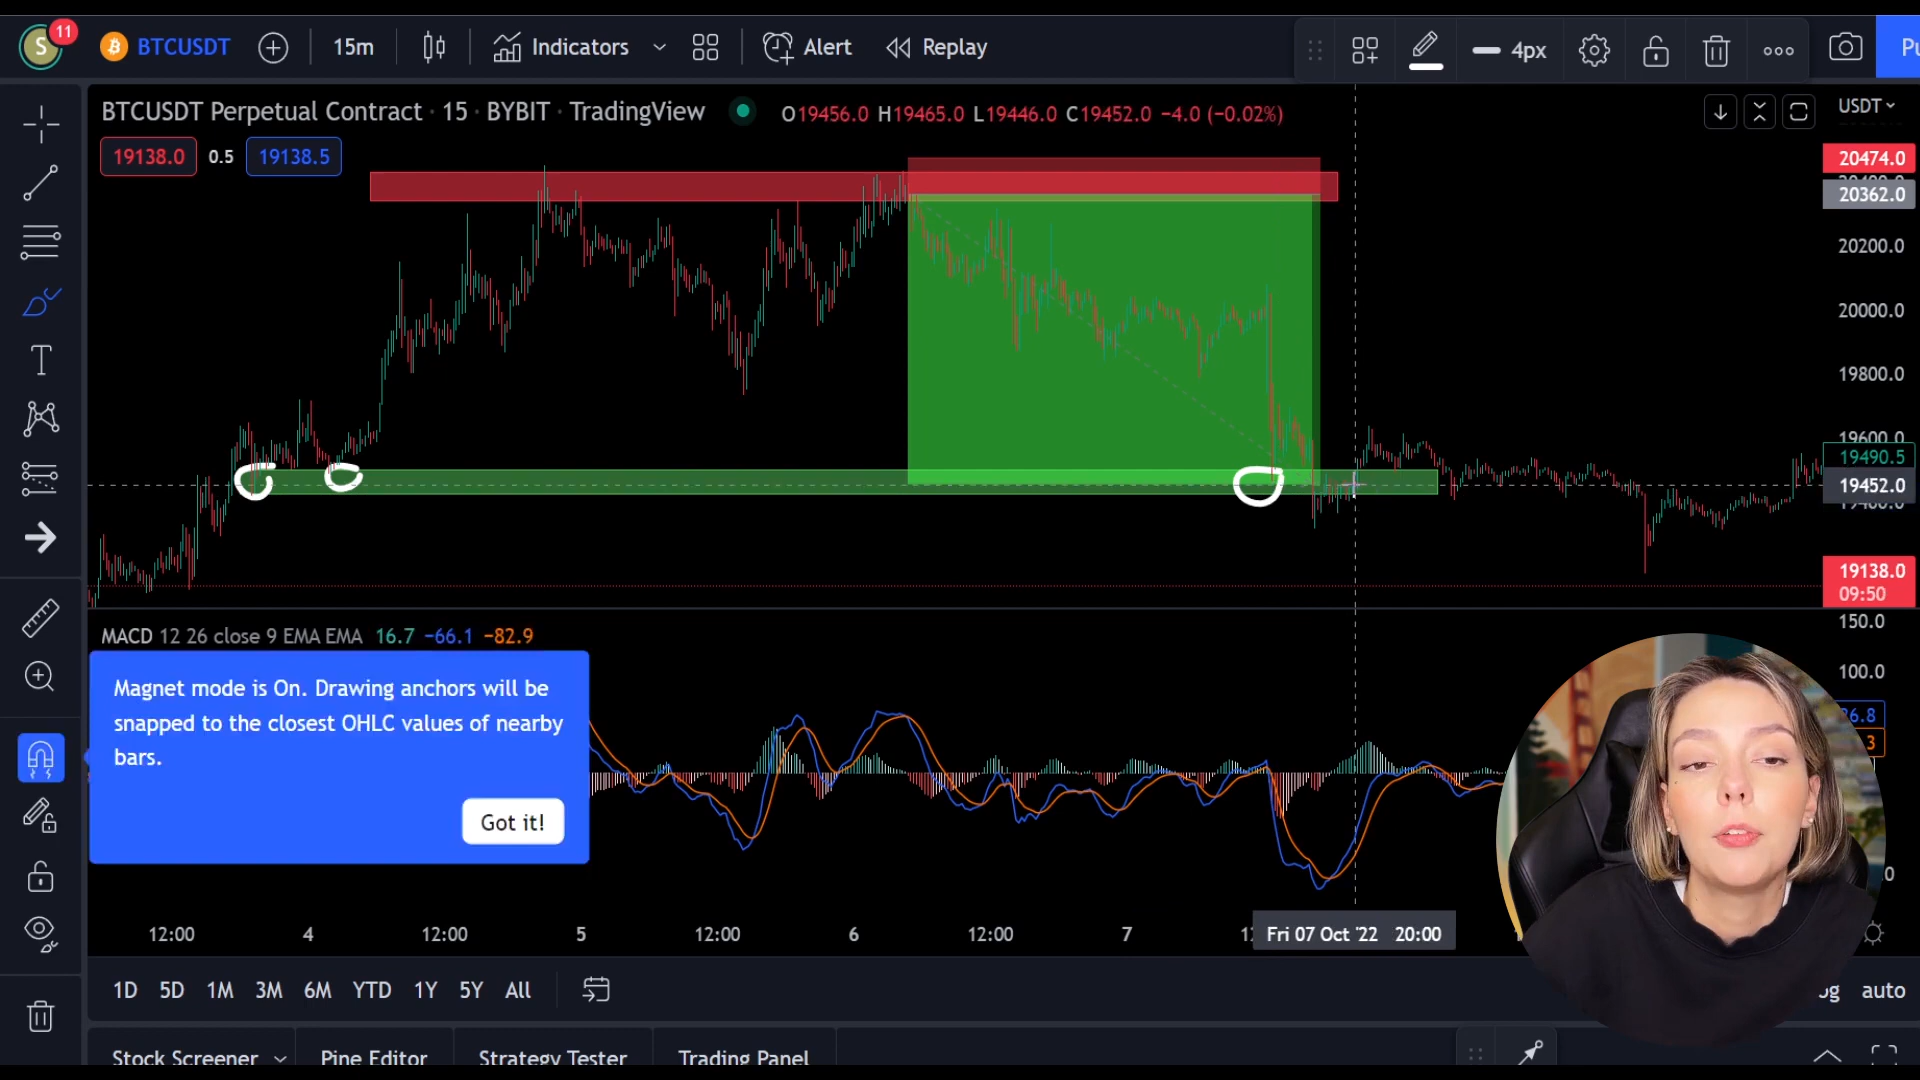 S 11 BTCUSDT 15m Indicators Alert Replay 4px Pu
BTCUSDT Perpetual Contract · 15 · BYBIT · TradingView O19456.0 H19465.0 L19446.0 C19452.0 −4.0 (−0.02%) USDT
19138.0 0.5 19138.5
20474.0
20362.0
20200.0
20000.0
19800.0
19600.0
19490.5
19452.0
19138.0
09:50
MACD 12 26 close 9 EMA EMA 16.7 −66.1 −82.9
150.0
100.0
Magnet mode is On. Drawing anchors will be
snapped to the closest OHLC values of nearby
bars.
Got it!
12:00 4 12:00 5 12:00 6 12:00 7 Fri 07 Oct '22 20:00
1D 5D 1M 3M 6M YTD 1Y 5Y All auto
Stock Screener Pine Editor Strategy Tester Trading Panel